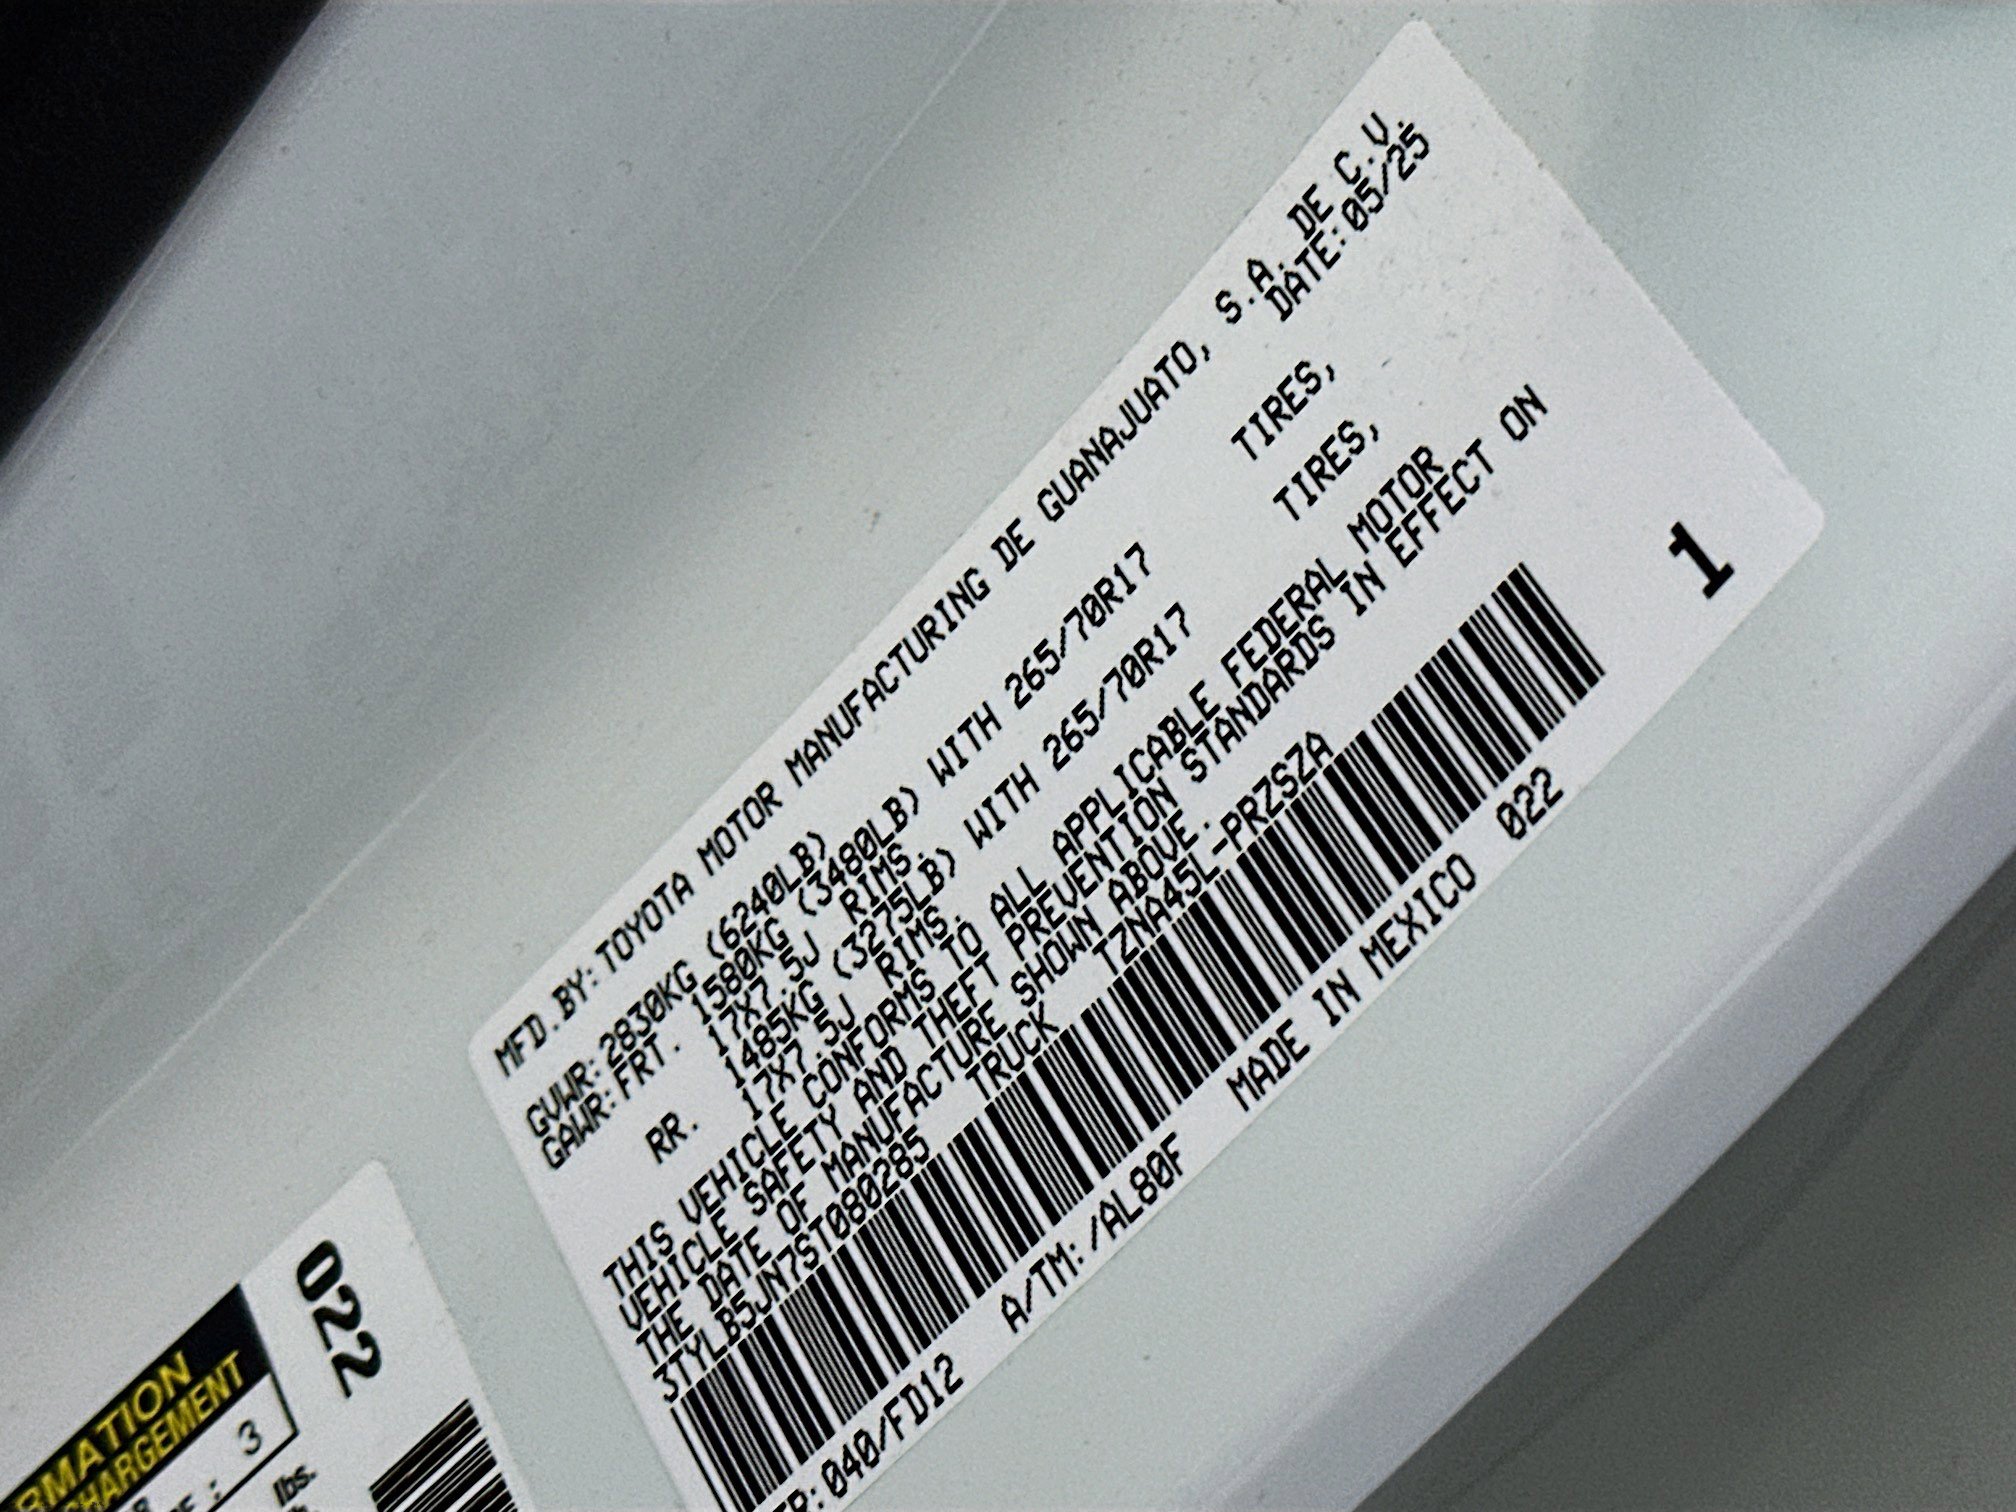 MFD.BY:TOYOTA MOTOR MANUFACTURING DE GUANAJUATO, S.A. DE C.V.
DATE:05/25
GVWR:2830KG (6240LB)
GAWR:FRT. 1580KG (3480LB) WITH 265/70R17 TIRES,
17X7.5J RIMS.
RR. 1485KG (3275LB) WITH 265/70R17 TIRES,
17X7.5J RIMS.
THIS VEHICLE CONFORMS TO ALL APPLICABLE FEDERAL MOTOR
VEHICLE SAFETY AND THEFT PREVENTION STANDARDS IN EFFECT ON
THE DATE OF MANUFACTURE SHOWN ABOVE.
3TYLB5JN7ST080285 TRUCK TZNA45L-PRZSZA
1
TR:040/FD12 A/TM:/AL80F MADE IN MEXICO 022
022
RMATION
CHARGEMENT
3
lbs.